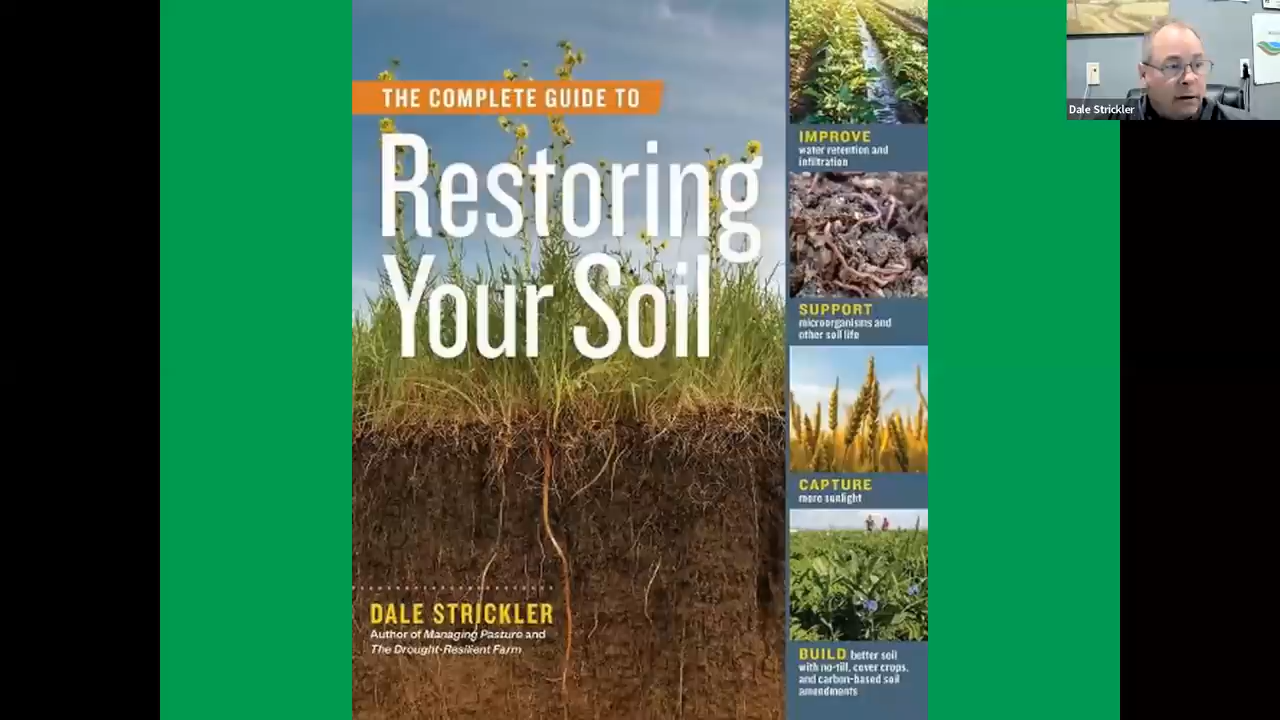 THE COMPLETE GUIDE TO
Restoring
Your Soil
DALE STRICKLER
Author of Managing Pasture and
The Drought-Resilient Farm
IMPROVE
water retention and
infiltration
SUPPORT
microorganisms and
other soil life
CAPTURE
more sunlight
BUILD better soil
with no-till, cover crops,
and carbon-based soil
amendments
Dale Strickler